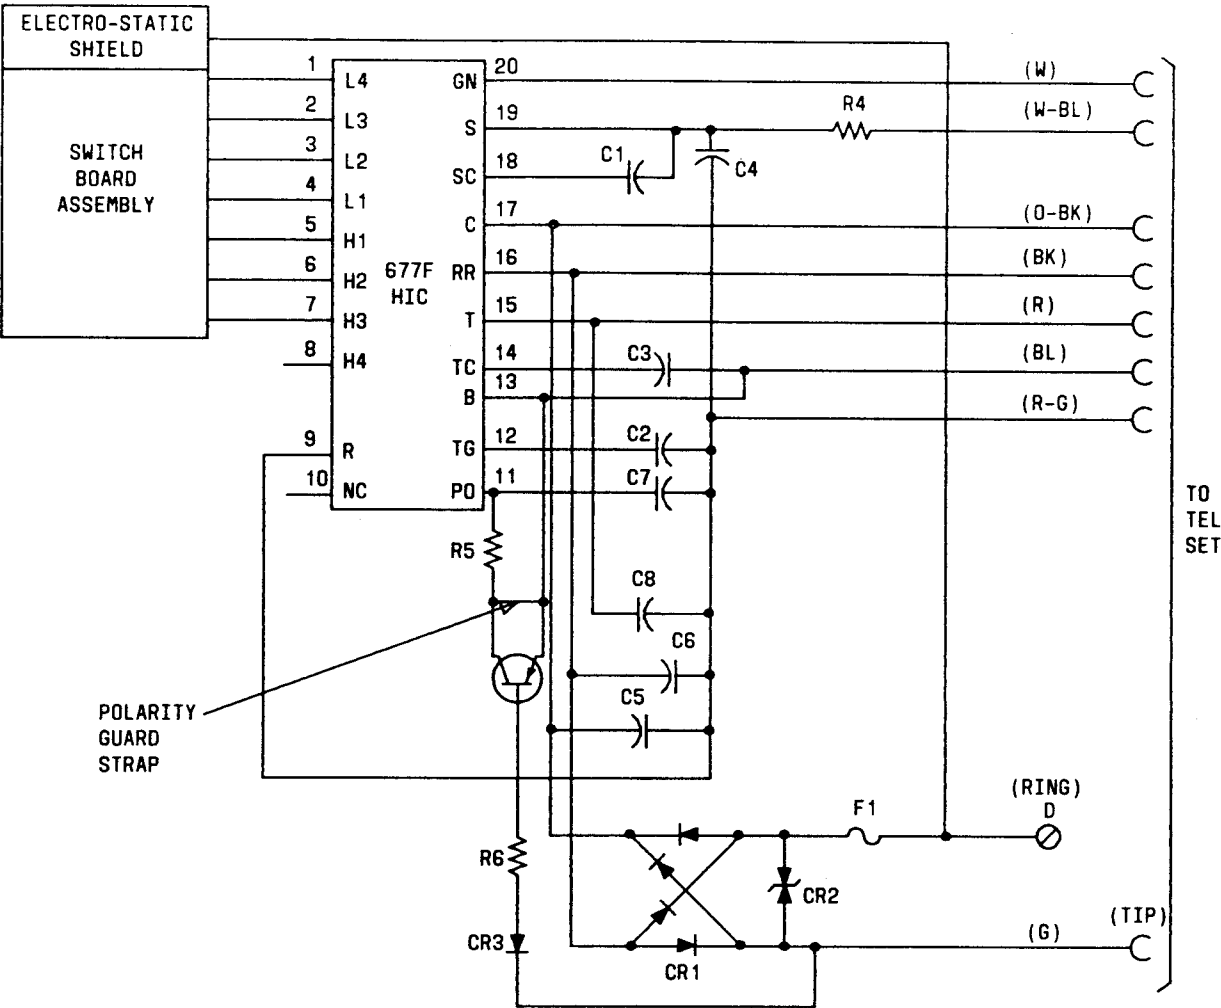 ELECTRO-STATIC
SHIELD
SWITCH
BOARD
ASSEMBLY
1
2
3
4
5
6
7
8
9
10
L4
L3
L2
L1
H1
H2
H3
H4
R
NC
677F
HIC
GN
S
SC
C
RR
T
TC
B
TG
PO
20
19
18
17
16
15
14
13
12
11
C1
C4
R4
C3
C2
C7
R5
C8
C6
C5
(W)
(W-BL)
(O-BK)
(BK)
(R)
(BL)
(R-G)
TO
TEL
SET
POLARITY
GUARD
STRAP
R6
CR3
CR1
CR2
F1
(RING)
D
(G)
(TIP)